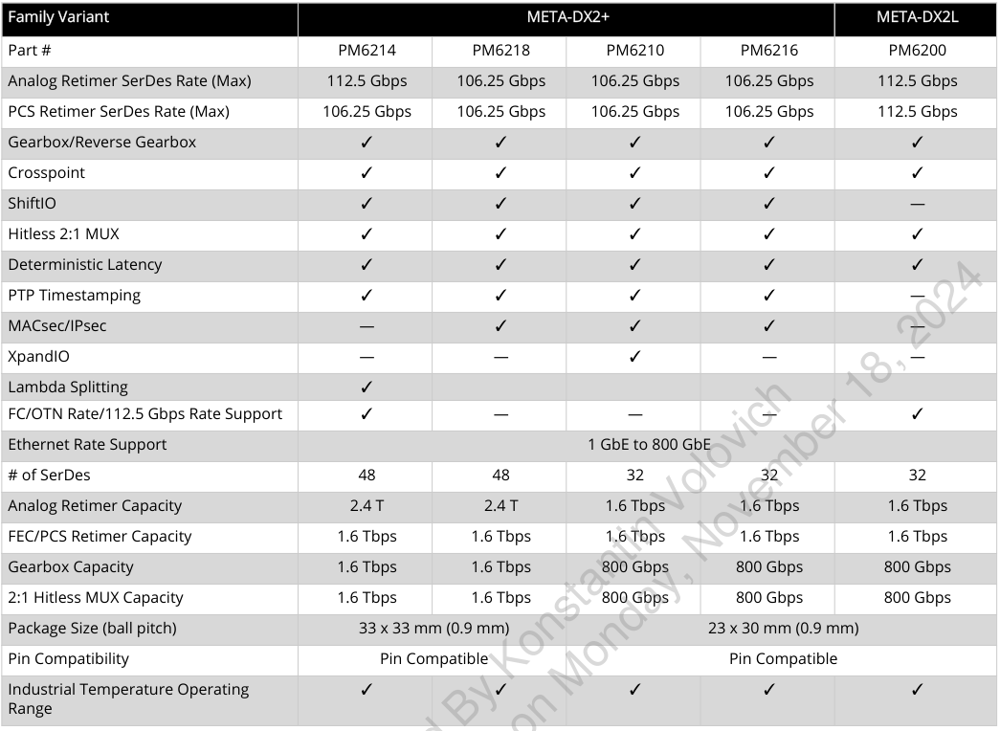 Family Variant META-DX2+ META-DX2L
Part # PM6214 PM6218 PM6210 PM6216 PM6200
Analog Retimer SerDes Rate (Max) 112.5 Gbps 106.25 Gbps 106.25 Gbps 106.25 Gbps 112.5 Gbps
PCS Retimer SerDes Rate (Max) 106.25 Gbps 106.25 Gbps 106.25 Gbps 106.25 Gbps 112.5 Gbps
Gearbox/Reverse Gearbox ✓ ✓ ✓ ✓ ✓
Crosspoint ✓ ✓ ✓ ✓ ✓
ShiftIO ✓ ✓ ✓ ✓ —
Hitless 2:1 MUX ✓ ✓ ✓ ✓ ✓
Deterministic Latency ✓ ✓ ✓ ✓ ✓
PTP Timestamping ✓ ✓ ✓ ✓ —
MACsec/IPsec — ✓ ✓ ✓ —
XpandIO — — ✓ — —
Lambda Splitting ✓
FC/OTN Rate/112.5 Gbps Rate Support ✓ — — — ✓
Ethernet Rate Support 1 GbE to 800 GbE
# of SerDes 48 48 32 32 32
Analog Retimer Capacity 2.4 T 2.4 T 1.6 Tbps 1.6 Tbps 1.6 Tbps
FEC/PCS Retimer Capacity 1.6 Tbps 1.6 Tbps 1.6 Tbps 1.6 Tbps 1.6 Tbps
Gearbox Capacity 1.6 Tbps 1.6 Tbps 800 Gbps 800 Gbps 800 Gbps
2:1 Hitless MUX Capacity 1.6 Tbps 1.6 Tbps 800 Gbps 800 Gbps 800 Gbps
Package Size (ball pitch) 33 x 33 mm (0.9 mm) 23 x 30 mm (0.9 mm)
Pin Compatibility Pin Compatible Pin Compatible
Industrial Temperature Operating
Range ✓ ✓ ✓ ✓ ✓
d By Konstantin Volovich
on Monday, November 18, 2024